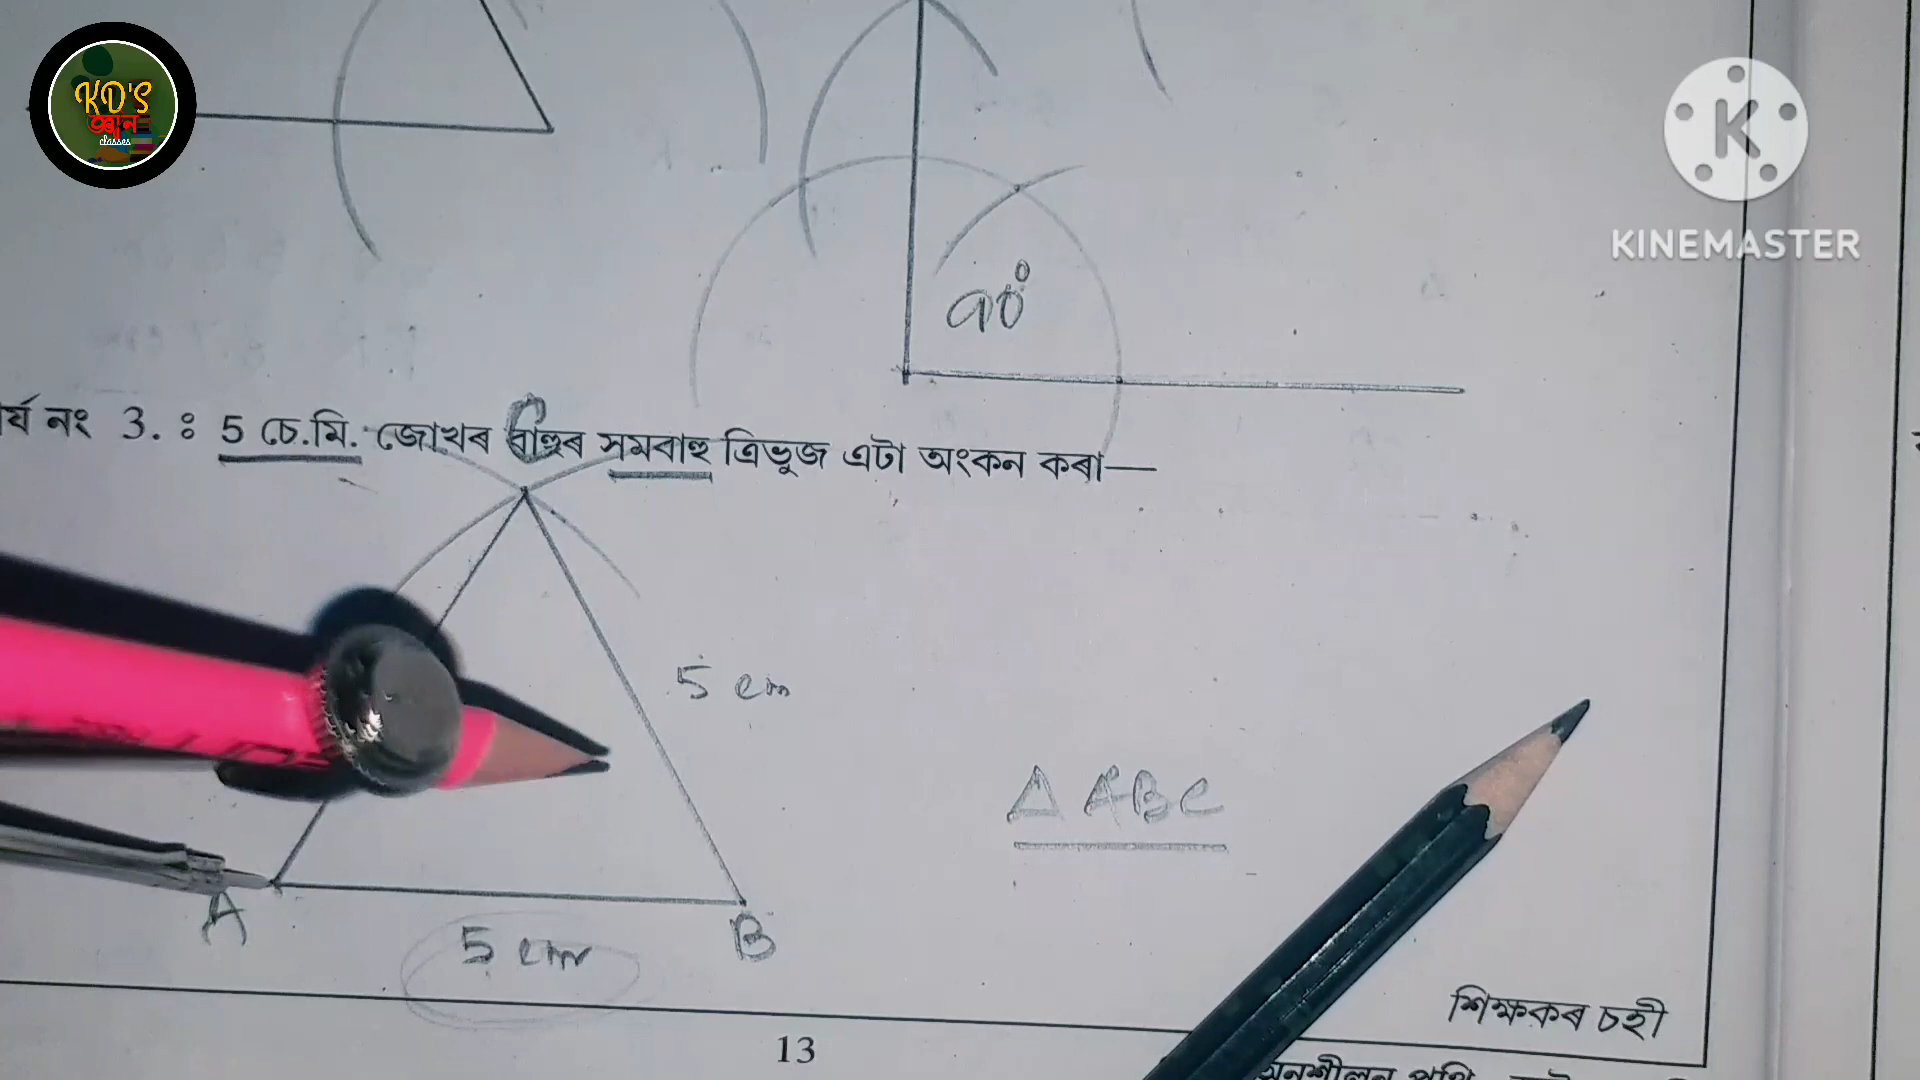 KD'S
জ্ঞান
classes
KINEMASTER
90°
ৰ্য নং 3. ঃ 5 চে.মি. জোখৰ বাহুৰ সমবাহু ত্ৰিভুজ এটা অংকন কৰা—
C
5 cm
Δ ABC
A
B
5 cm
শিক্ষকৰ চহী
13